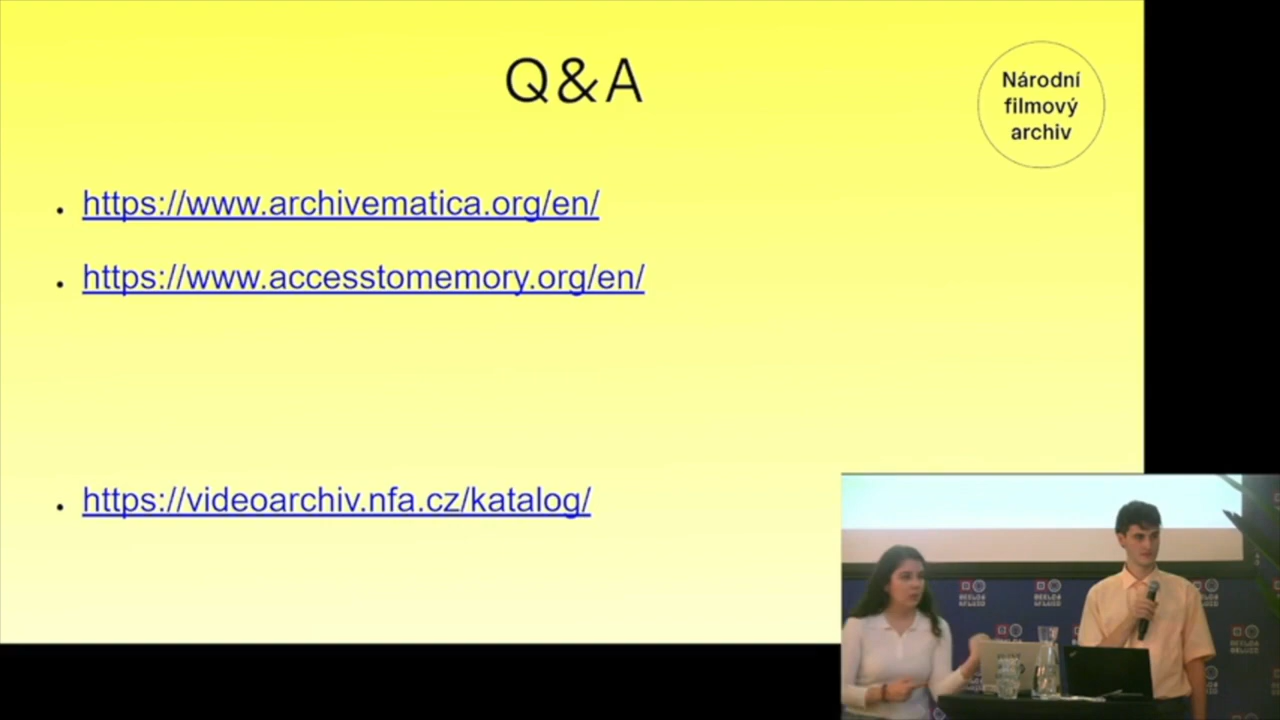 Q&A
Národní
filmový
archiv
https://www.archivematica.org/en/
https://www.accesstomemory.org/en/
https://videoarchiv.nfa.cz/katalog/